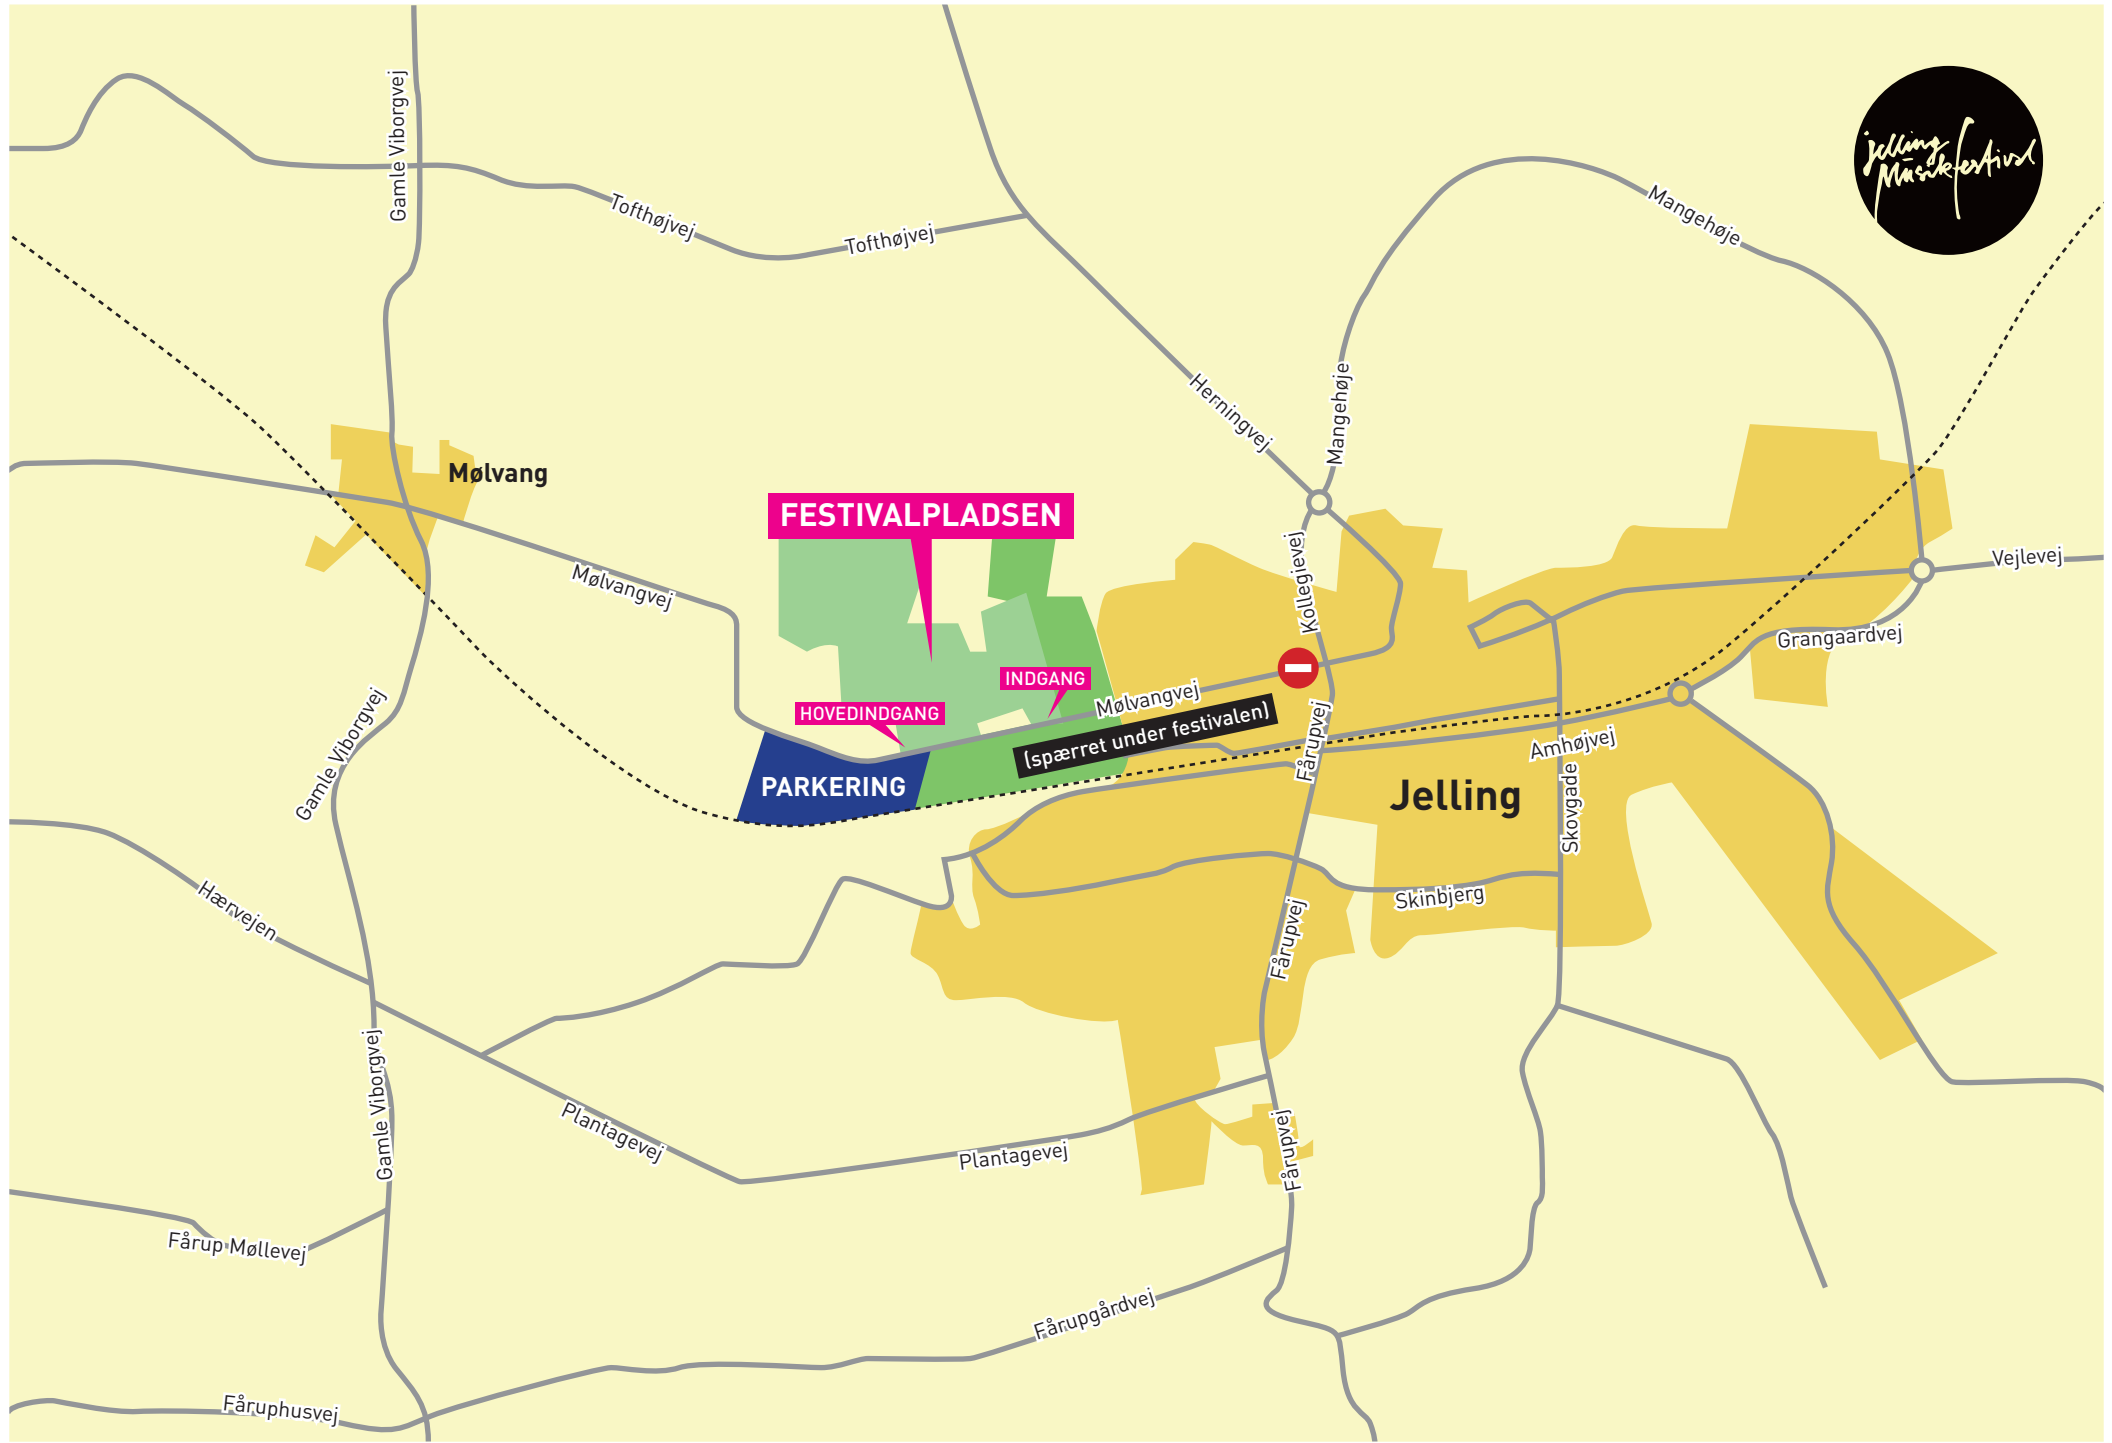 Gamle Viborgvej
Tofthøjvej
Tofthøjvej
Mangehøje
jelling
Musikfestival
Herningvej
Mangehøje
Mølvang
FESTIVALPLADSEN
Mølvangvej
Kollegievej
Vejlevej
Grangaardvej
INDGANG
HOVEDINDGANG
Mølvangvej
(spærret under festivalen)
Fårupvej
Amhøjvej
Gamle Viborgvej
PARKERING
Jelling
Skovgade
Hærvejen
Skinbjerg
Fårupvej
Gamle Viborgvej
Plantagevej
Plantagevej
Fårupvej
Fårup Møllevej
Fårupgårdvej
Fåruphusvej